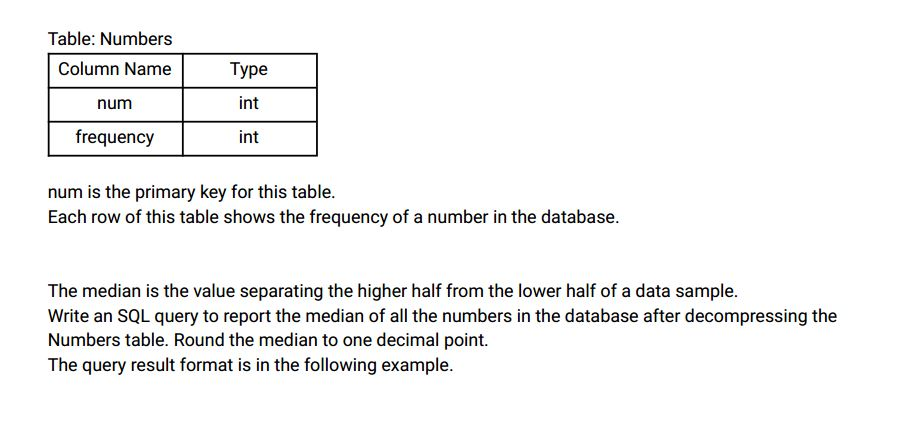 Table: Numbers
Column Name Type
num int
frequency int
num is the primary key for this table.
Each row of this table shows the frequency of a number in the database.
The median is the value separating the higher half from the lower half of a data sample.
Write an SQL query to report the median of all the numbers in the database after decompressing the
Numbers table. Round the median to one decimal point.
The query result format is in the following example.